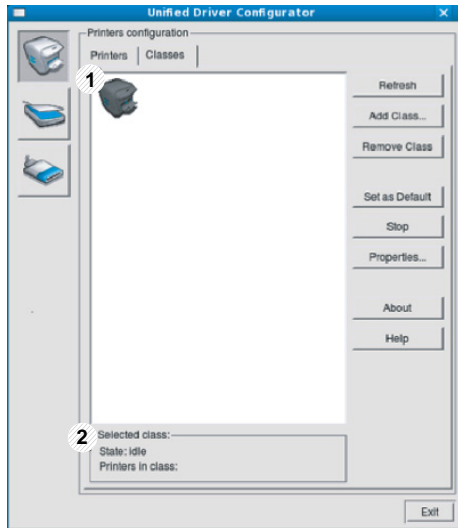 Unified Driver Configurator
Printers configuration
Printers Classes
1
Refresh
Add Class...
Remove Class
Set as Default
Stop
Properties...
About
Help
2 Selected class:
State: Idle
Printers in class:
Exit